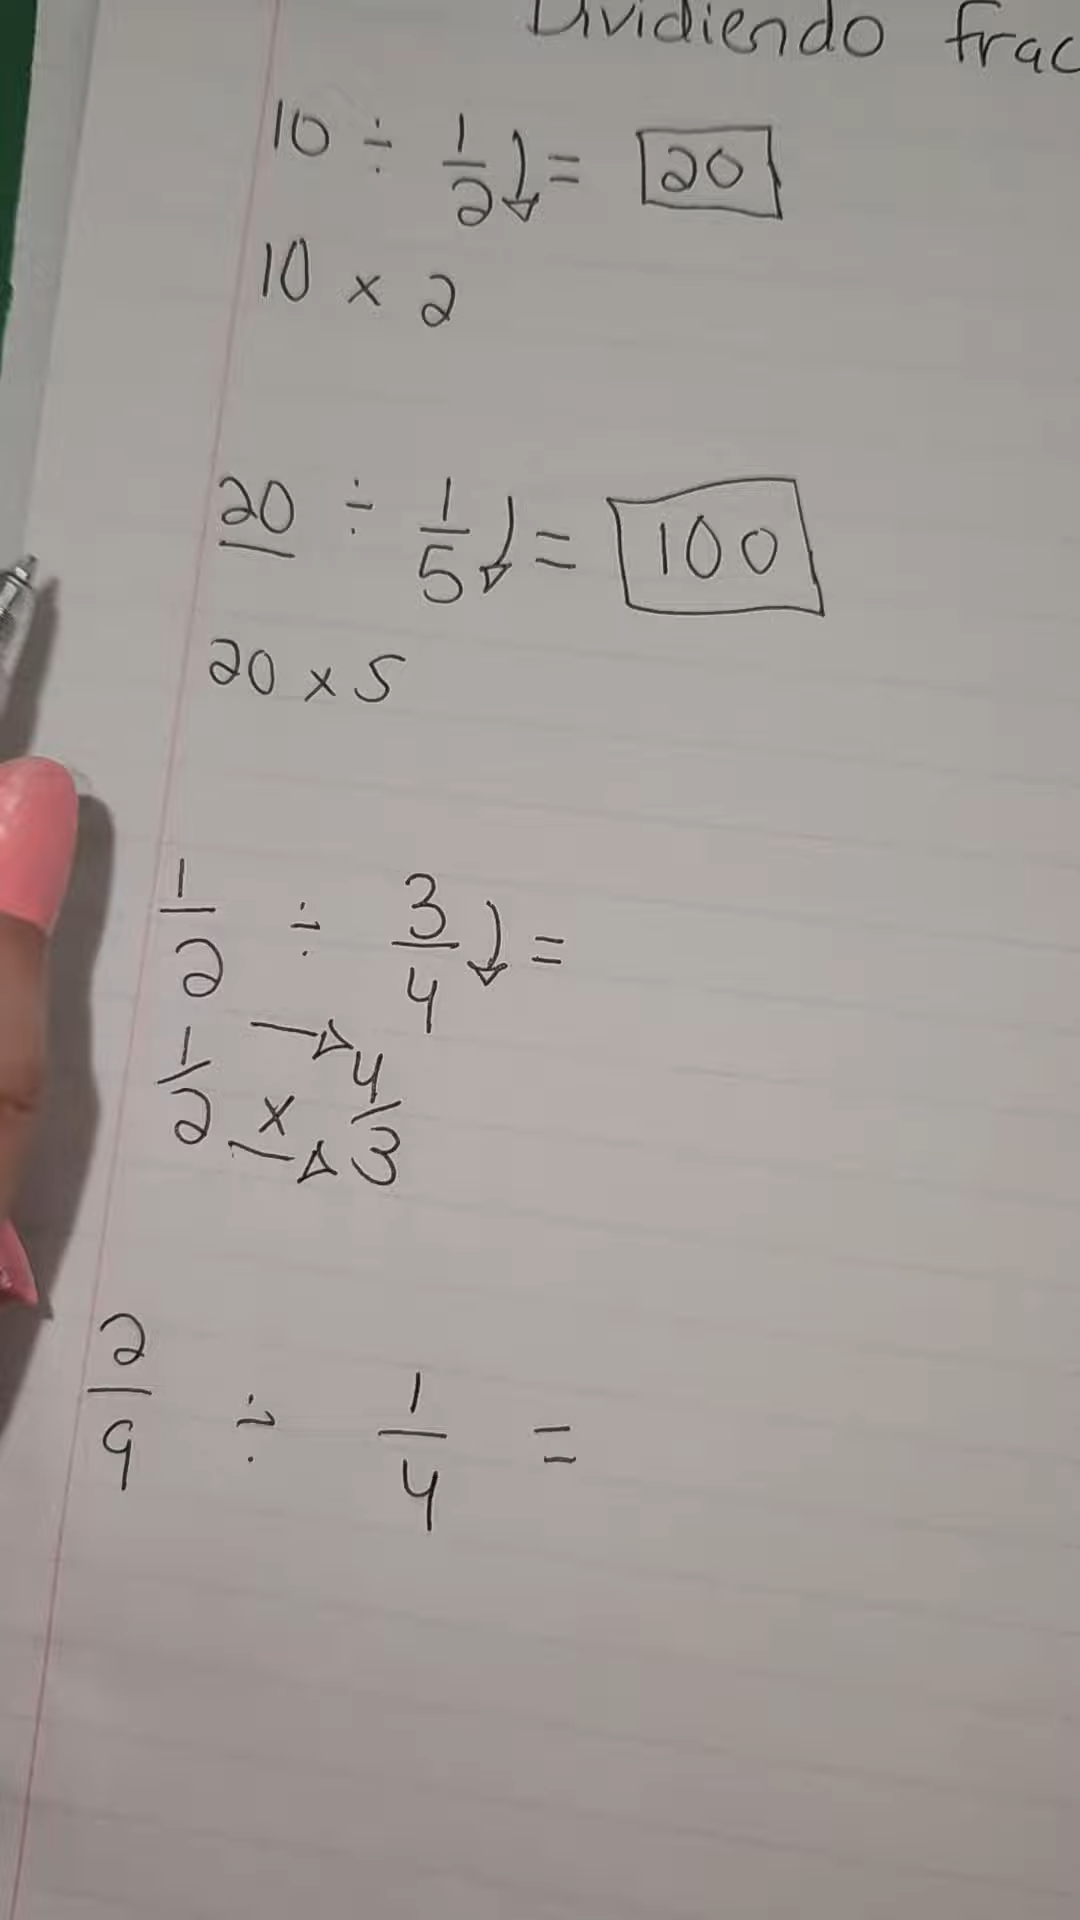 Dividiendo frac
10 ÷ 1/2 = 20
10 × 2
20 ÷ 1/5 = 100
20 × 5
1/2 ÷ 3/4 =
1/2 × 4/3
2/9 ÷ 1/4 =